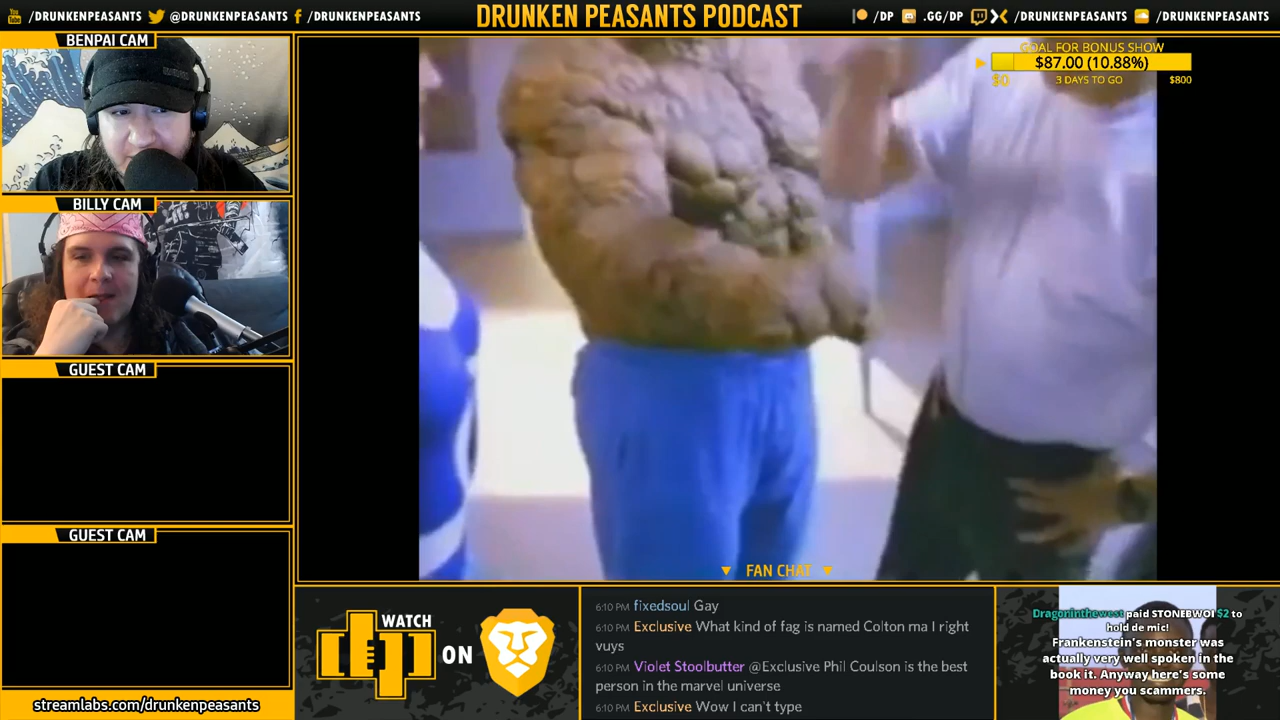 /DRUNKENPEASANTS @DRUNKENPEASANTS /DRUNKENPEASANTS DRUNKEN PEASANTS PODCAST /DP .GG/DP /DRUNKENPEASANTS /DRUNKENPEASANTS
You Tube
BENPAI CAM
GOAL FOR BONUS SHOW
$87.00 (10.88%)
$0 3 DAYS TO GO $800
BILLY CAM
GUEST CAM
GUEST CAM
streamlabs.com/drunkenpeasants
FAN CHAT
WATCH
ON
6:10 PM fixedsoul Gay
6:10 PM Exclusive What kind of fag is named Colton ma I right
vuys
6:10 PM Violet Stoolbutter @Exclusive Phil Coulson is the best
person in the marvel universe
6:10 PM Exclusive Wow I can't type
Dragoninthewest paid STONEBWOI $2 to
hold de mic!
Frankenstein's monster was
actually very well spoken in the
book it. Anyway here's some
money you scammers.